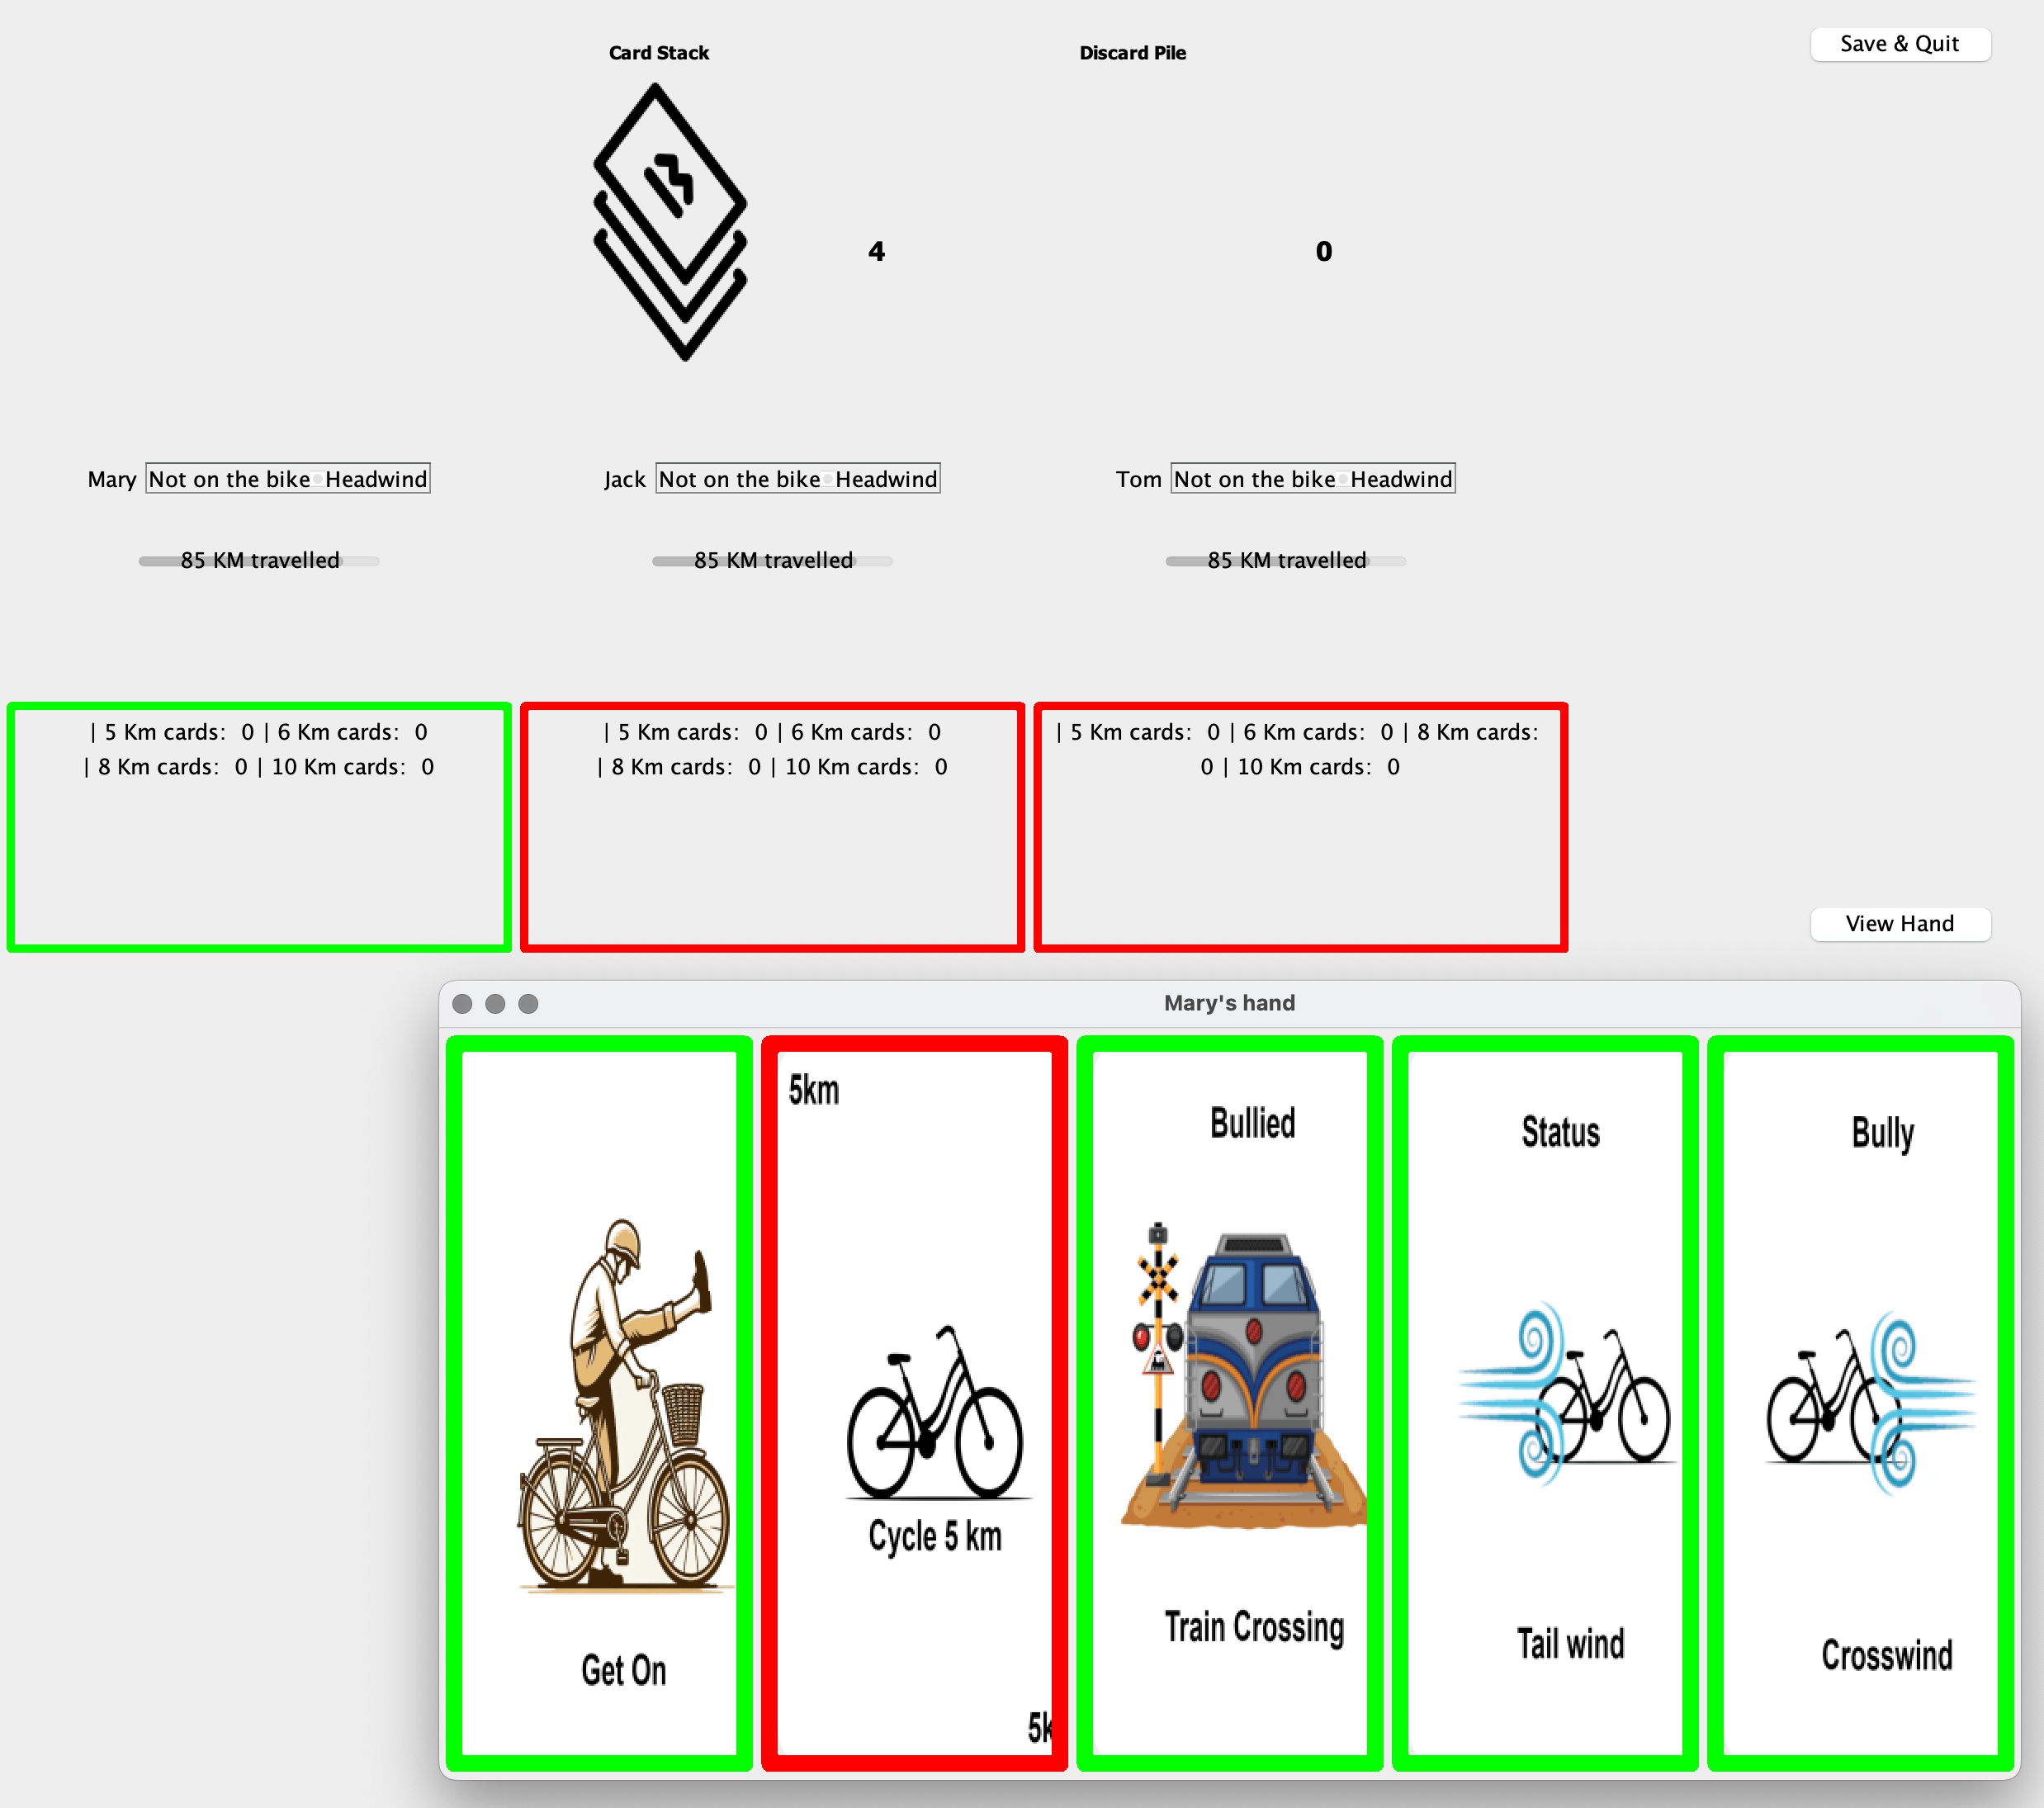 Card Stack
Discard Pile
Save & Quit
4
0
Mary Not on the bike Headwind
Jack Not on the bike Headwind
Tom Not on the bike Headwind
85 KM travelled
85 KM travelled
85 KM travelled
| 5 Km cards: 0 | 6 Km cards: 0
| 8 Km cards: 0 | 10 Km cards: 0
| 5 Km cards: 0 | 6 Km cards: 0
| 8 Km cards: 0 | 10 Km cards: 0
| 5 Km cards: 0 | 6 Km cards: 0 | 8 Km cards:
0 | 10 Km cards: 0
View Hand
Mary's hand
Get On
5km
Cycle 5 km
5k
Bullied
Train Crossing
Status
Tail wind
Bully
Crosswind